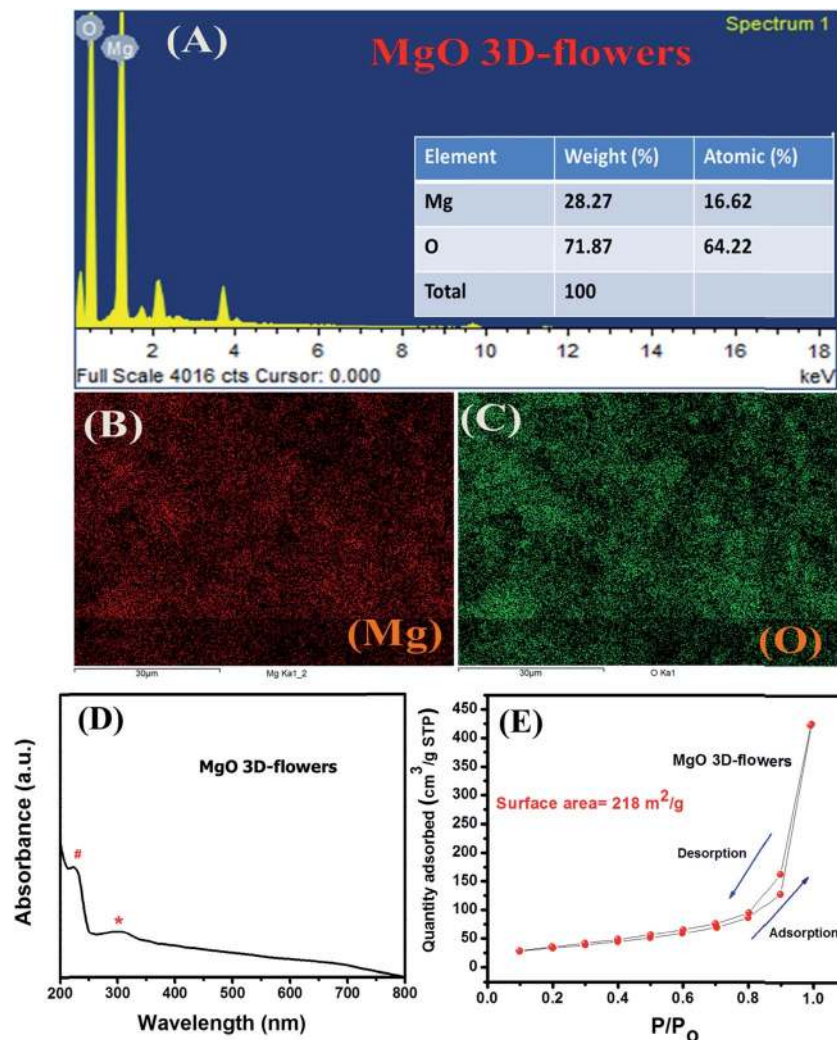 O
Mg
(A)
MgO 3D-flowers
Spectrum 1
Element Weight (%) Atomic (%)
Mg 28.27 16.62
O 71.87 64.22
Total 100
2 4 6 8 10 12 14 16 18
Full Scale 4016 cts Cursor: 0.000 keV
(B)
(Mg)
30µm Mg Ka1_2
(C)
(O)
30µm O Ka1
(D)
MgO 3D-flowers
#
*
Absorbance (a.u.)
200 300 400 500 600 700 800
Wavelength (nm)
(E)
MgO 3D-flowers
Surface area= 218 m²/g
Desorption
Adsorption
Quantity adsorbed (cm³/g STP)
450
400
350
300
250
200
150
100
50
0
0.0 0.2 0.4 0.6 0.8 1.0
P/Po